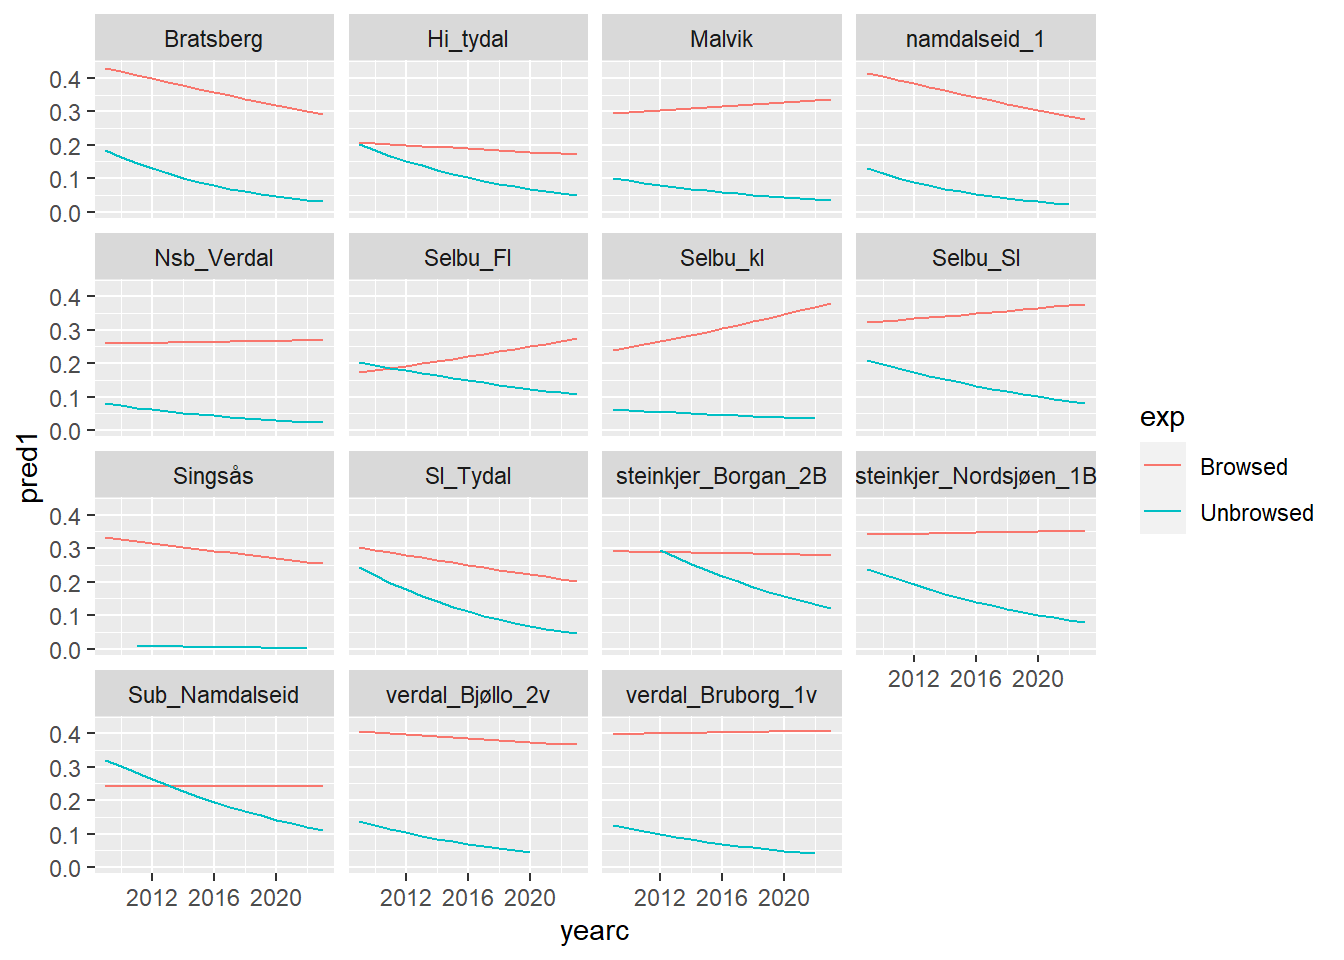 Bratsberg Hi_tydal Malvik namdalseid_1
0.4
0.3
0.2
0.1
0.0
Nsb_Verdal Selbu_Fl Selbu_kl Selbu_Sl
0.4
0.3
0.2
0.1
0.0
Singsås Sl_Tydal steinkjer_Borgan_2B steinkjer_Nordsjøen_1B
0.4
0.3
0.2
0.1
0.0
2012 2016 2020
Sub_Namdalseid verdal_Bjøllo_2v verdal_Bruborg_1v
0.4
0.3
0.2
0.1
0.0
2012 2016 2020 2012 2016 2020 2012 2016 2020
yearc
pred1
exp
Browsed
Unbrowsed